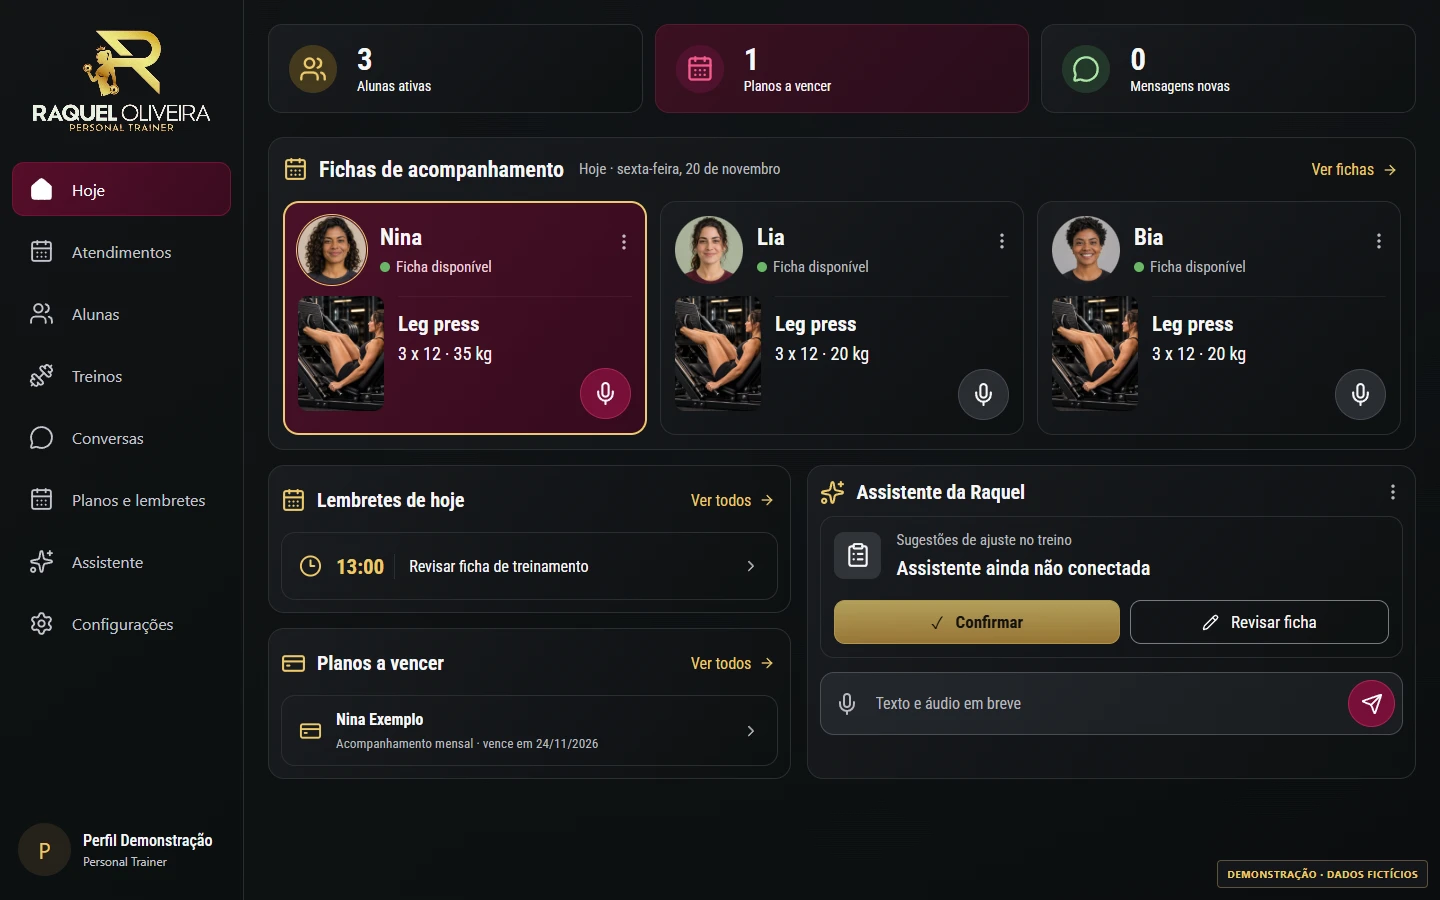 RAQUEL OLIVEIRA
PERSONAL TRAINER
Hoje
Atendimentos
Alunas
Treinos
Conversas
Planos e lembretes
Assistente
Configurações
P
Perfil Demonstração
Personal Trainer
3
Alunas ativas
1
Planos a vencer
0
Mensagens novas
Fichas de acompanhamento
Hoje · sexta-feira, 20 de novembro
Ver fichas
Nina
Ficha disponível
Leg press
3 x 12 · 35 kg
Lia
Ficha disponível
Leg press
3 x 12 · 20 kg
Bia
Ficha disponível
Leg press
3 x 12 · 20 kg
Lembretes de hoje
Ver todos
13:00
Revisar ficha de treinamento
Planos a vencer
Ver todos
Nina Exemplo
Acompanhamento mensal · vence em 24/11/2026
Assistente da Raquel
Sugestões de ajuste no treino
Assistente ainda não conectada
Confirmar
Revisar ficha
Texto e áudio em breve
DEMONSTRAÇÃO · DADOS FICTÍCIOS